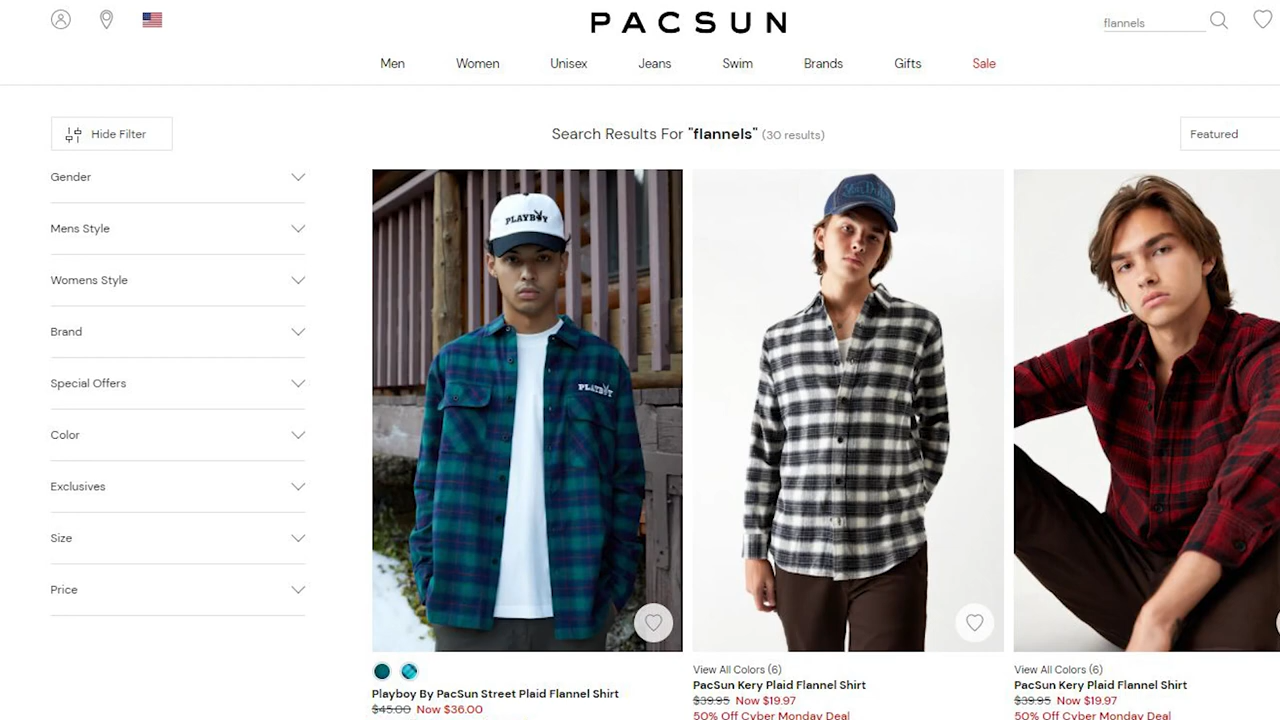 PACSUN
flannels
Men Women Unisex Jeans Swim Brands Gifts Sale
Hide Filter
Search Results For "flannels" (30 results)
Featured
Gender
Mens Style
Womens Style
Brand
Special Offers
Color
Exclusives
Size
Price
PLAYBOY
PLAYBOY
Von Dutch
View All Colors (6)
View All Colors (6)
Playboy By PacSun Street Plaid Flannel Shirt
PacSun Kery Plaid Flannel Shirt
PacSun Kery Plaid Flannel Shirt
$45.00 Now $36.00
$39.95 Now $19.97
$39.95 Now $19.97
50% Off Cyber Monday Deal
50% Off Cyber Monday Deal